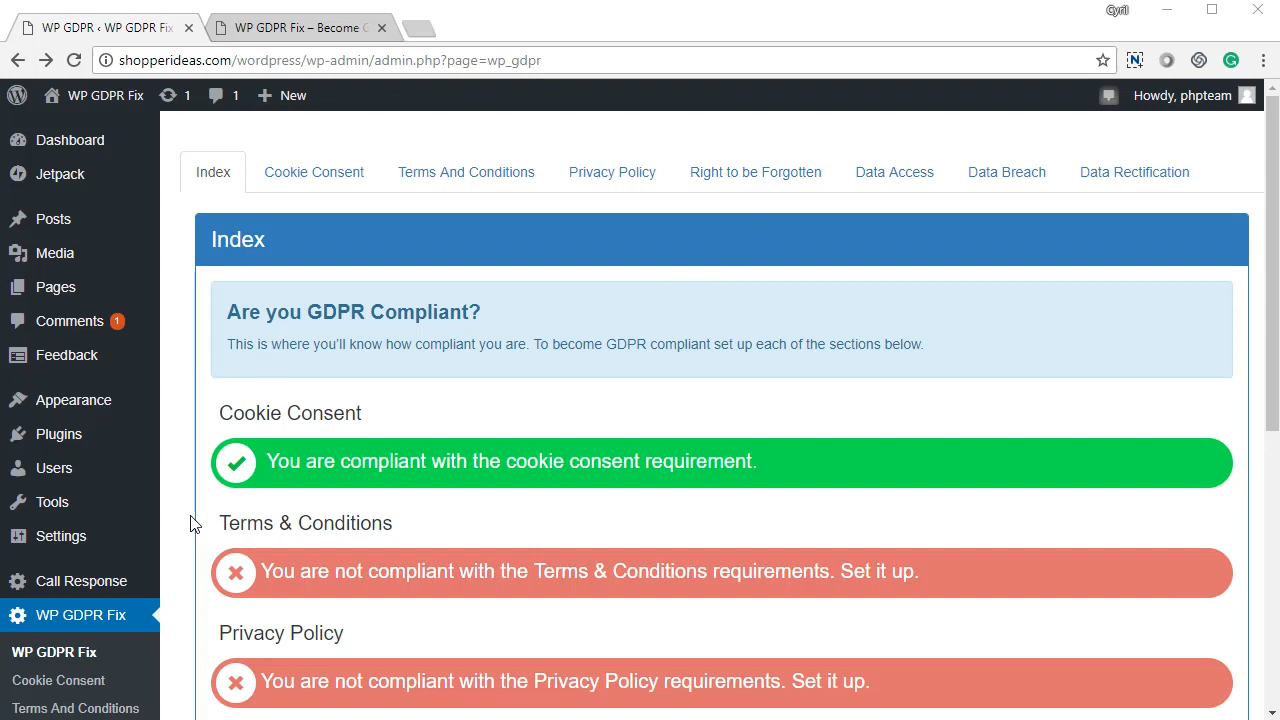 Cyril
WP GDPR ‹ WP GDPR Fix
WP GDPR Fix – Become C
shopperideas.com/wordpress/wp-admin/admin.php?page=wp_gdpr
WP GDPR Fix 1 1 New Howdy, phpteam
Dashboard
Jetpack
Posts
Media
Pages
Comments 1
Feedback
Appearance
Plugins
Users
Tools
Settings
Call Response
WP GDPR Fix
WP GDPR Fix
Cookie Consent
Terms And Conditions
Index Cookie Consent Terms And Conditions Privacy Policy Right to be Forgotten Data Access Data Breach Data Rectification
Index
Are you GDPR Compliant?
This is where you'll know how compliant you are. To become GDPR compliant set up each of the sections below.
Cookie Consent
You are compliant with the cookie consent requirement.
Terms & Conditions
You are not compliant with the Terms & Conditions requirements. Set it up.
Privacy Policy
You are not compliant with the Privacy Policy requirements. Set it up.